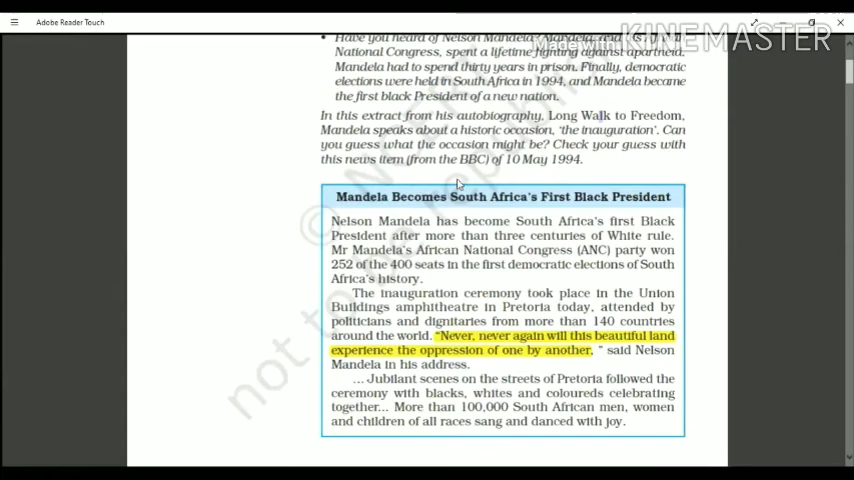 Adobe Reader Touch
Made with KINEMASTER
• Have you heard of Nelson Mandela? Mandela, and his
National Congress, spent a lifetime fighting against apartheid.
Mandela had to spend thirty years in prison. Finally, democratic
elections were held in South Africa in 1994, and Mandela became
the first black President of a new nation.
In this extract from his autobiography, Long Walk to Freedom,
Mandela speaks about a historic occasion, 'the inauguration'. Can
you guess what the occasion might be? Check your guess with
this news item (from the BBC) of 10 May 1994.
Mandela Becomes South Africa's First Black President
Nelson Mandela has become South Africa's first Black
President after more than three centuries of White rule.
Mr Mandela's African National Congress (ANC) party won
252 of the 400 seats in the first democratic elections of South
Africa's history.
The inauguration ceremony took place in the Union
Buildings amphitheatre in Pretoria today, attended by
politicians and dignitaries from more than 140 countries
around the world. "Never, never again will this beautiful land
experience the oppression of one by another, " said Nelson
Mandela in his address.
... Jubilant scenes on the streets of Pretoria followed the
ceremony with blacks, whites and coloureds celebrating
together... More than 100,000 South African men, women
and children of all races sang and danced with joy.
©
not to be republished